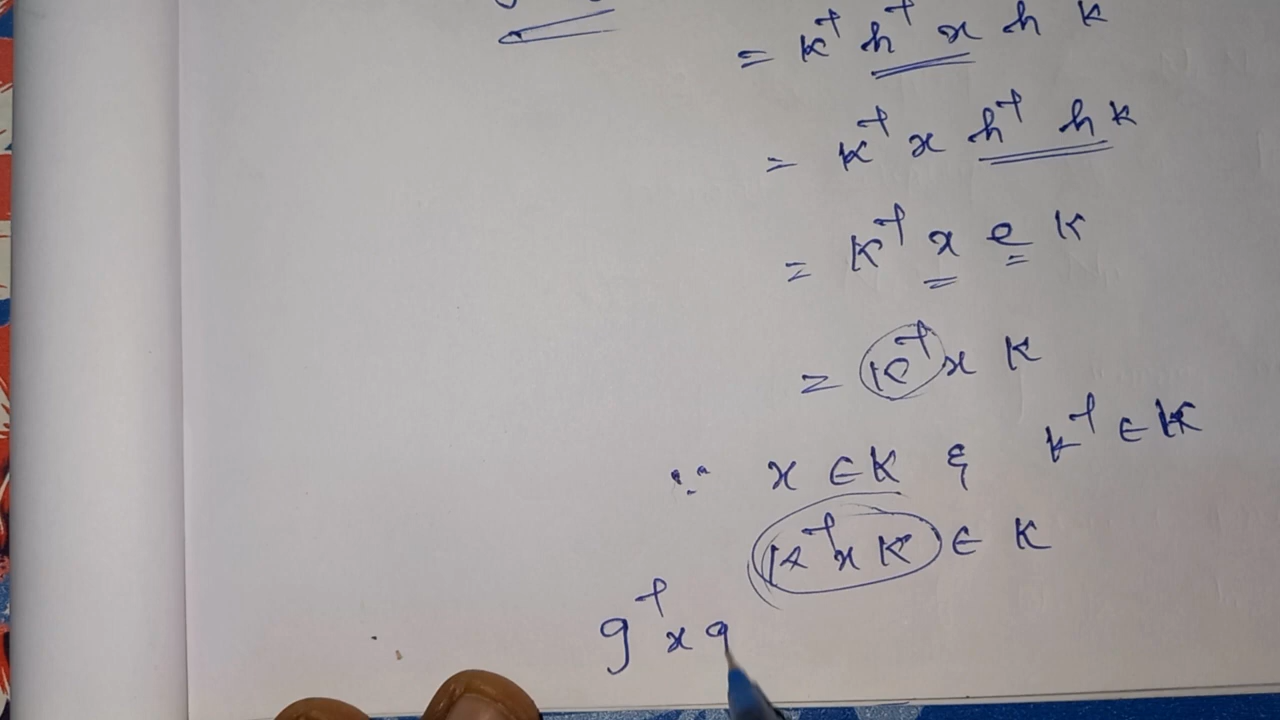 = k⁻¹ h⁻¹ x h k
= k⁻¹ x h⁻¹ h k
= k⁻¹ x e k
= k⁻¹ x k
∵ x ∈ K & k⁻¹ ∈ K
k⁻¹ x k ∈ K
g⁻¹ x g